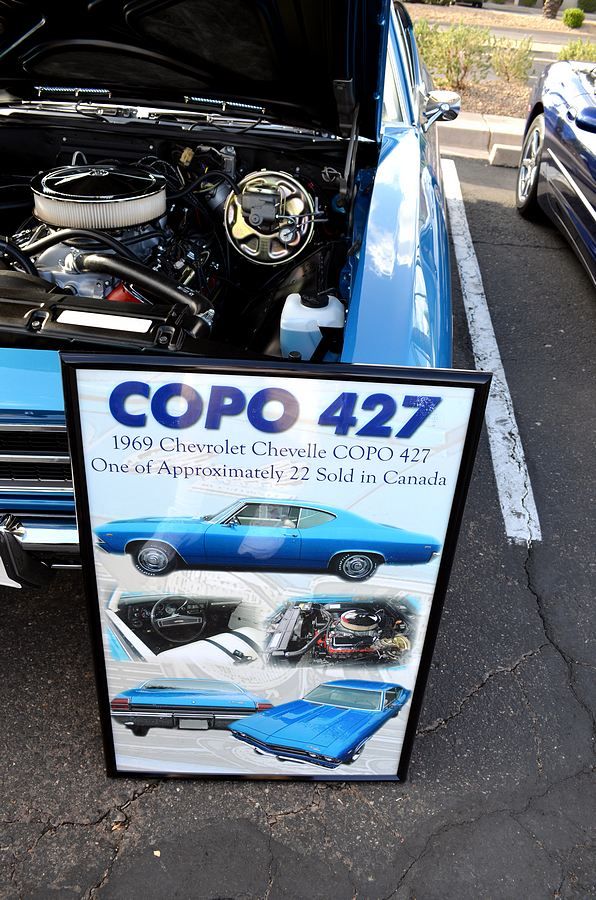 COPO 427
1969 Chevrolet Chevelle COPO 427
One of Approximately 22 Sold in Canada